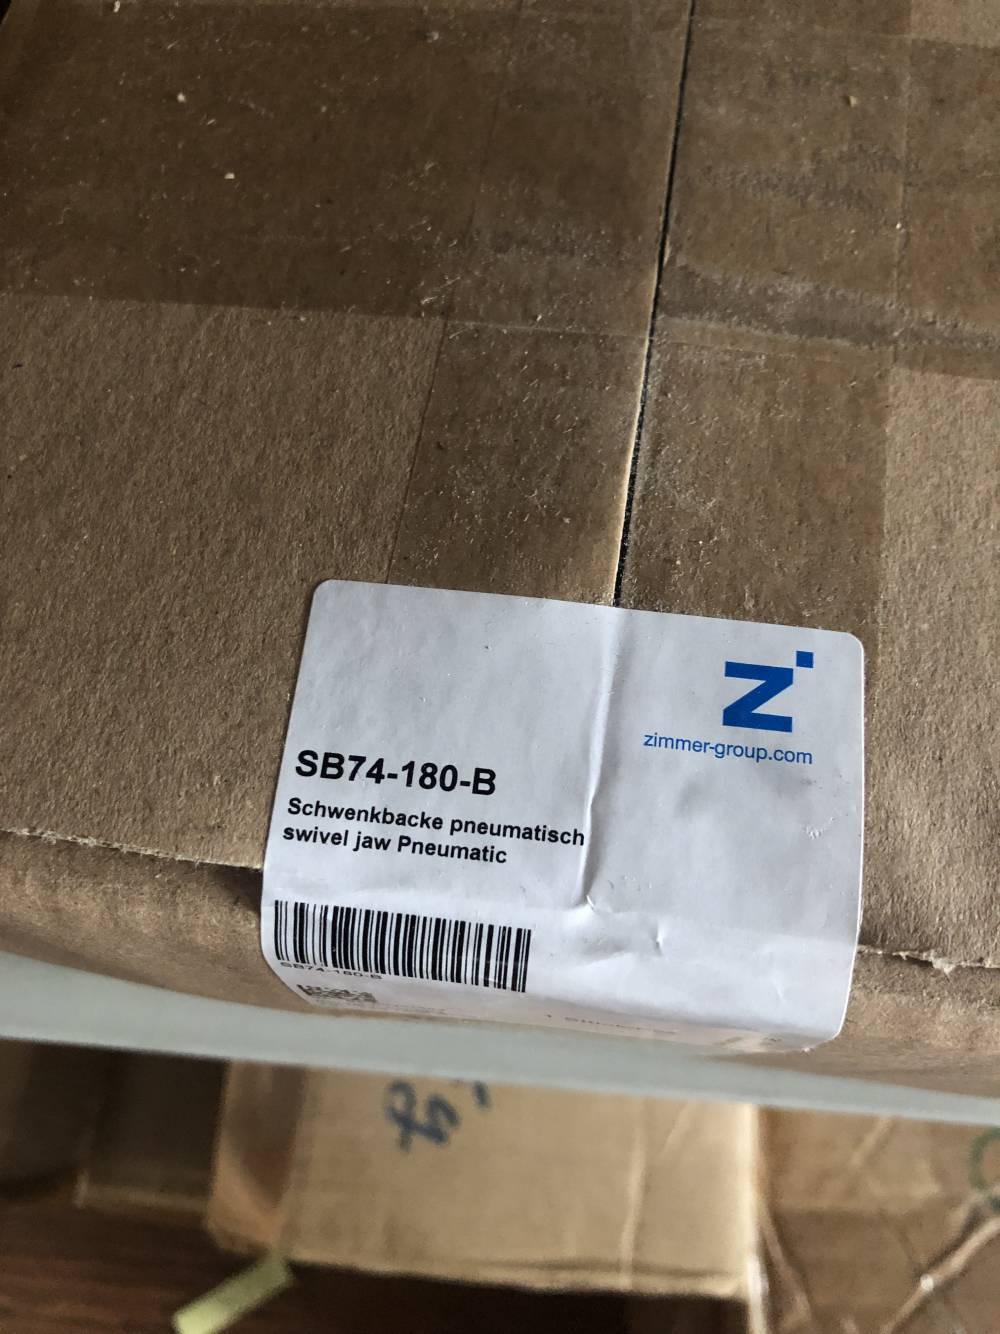 Z
zimmer-group.com
SB74-180-B
Schwenkbacke pneumatisch
swivel jaw Pneumatic
SB74-180-B